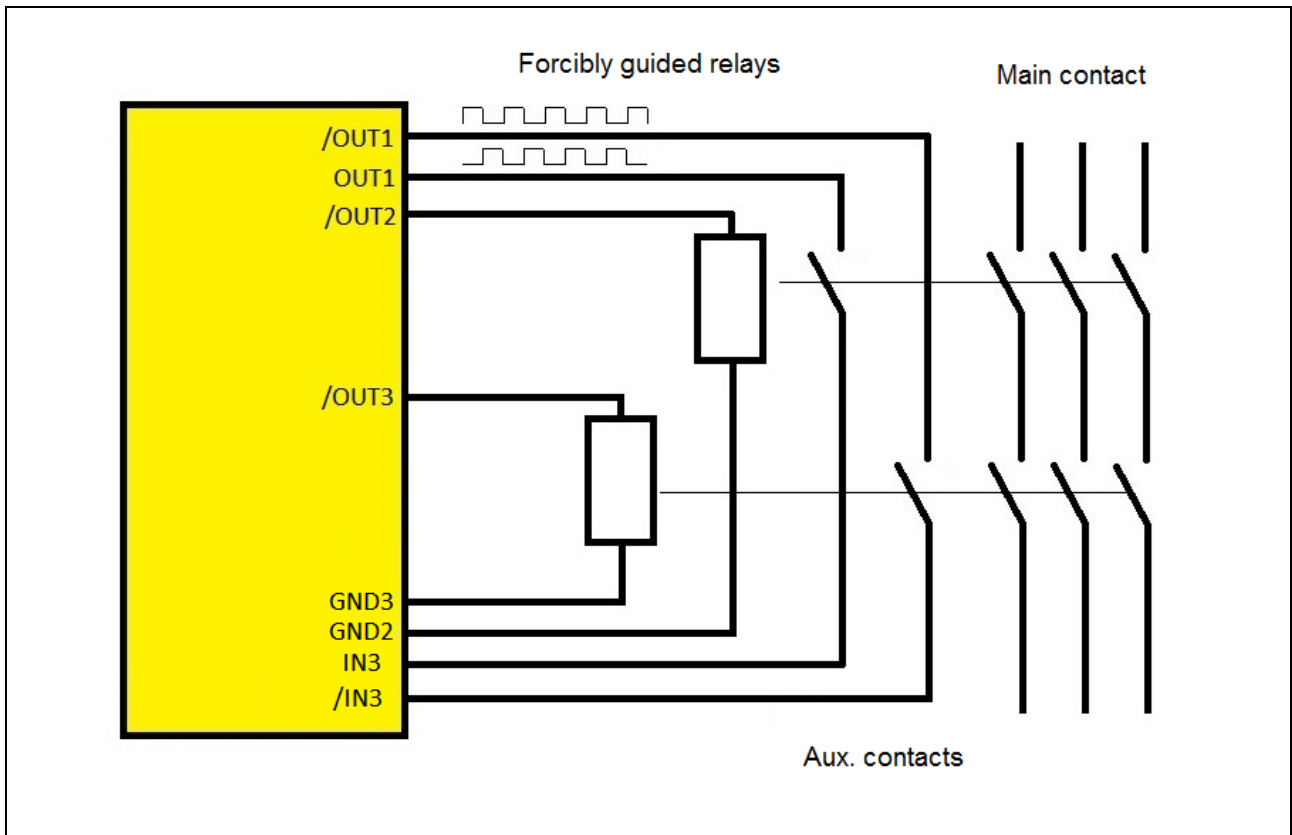 Forcibly guided relays
Main contact
/OUT1
OUT1
/OUT2
/OUT3
GND3
GND2
IN3
/IN3
Aux. contacts